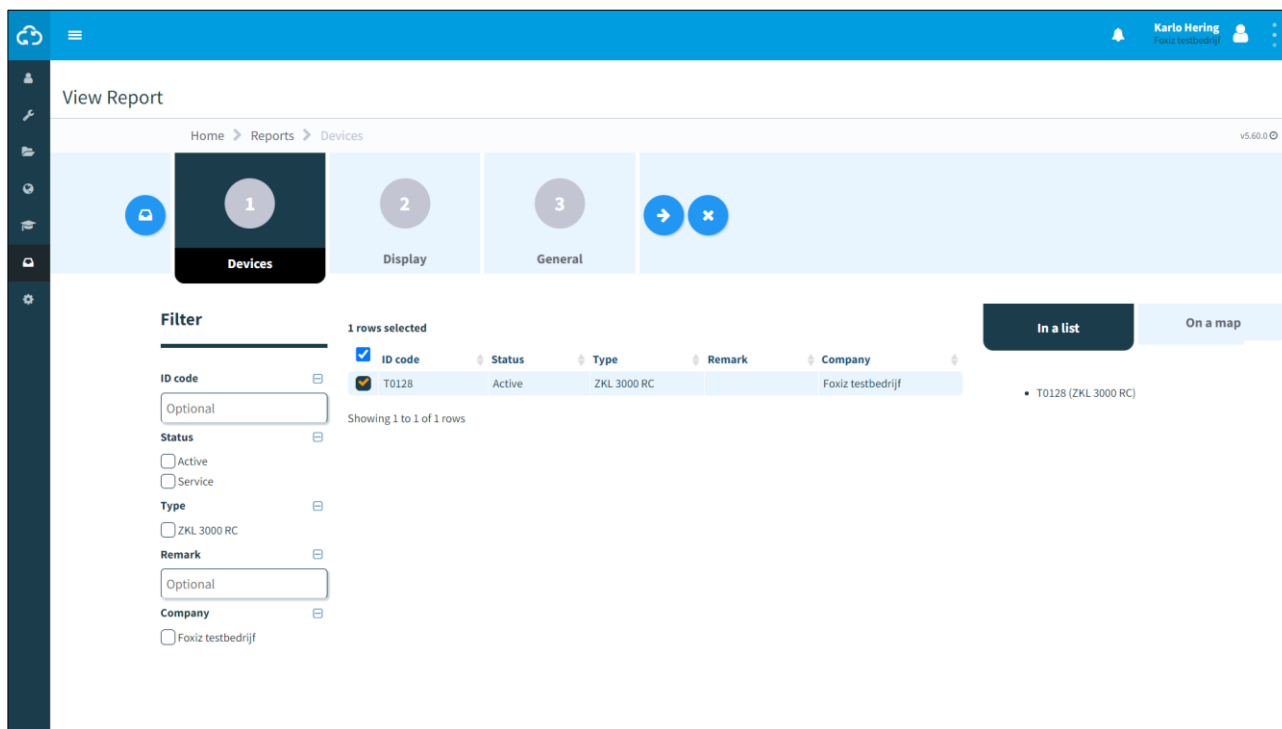 Karlo Hering
Foxiz testbedrijf
View Report
Home Reports Devices
v5.60.0
1
2
3
Devices
Display
General
Filter
ID code
Optional
Status
Active
Service
Type
ZKL 3000 RC
Remark
Optional
Company
Foxiz testbedrijf
1 rows selected
ID code Status Type Remark Company
T0128 Active ZKL 3000 RC Foxiz testbedrijf
Showing 1 to 1 of 1 rows
In a list
On a map
• T0128 (ZKL 3000 RC)